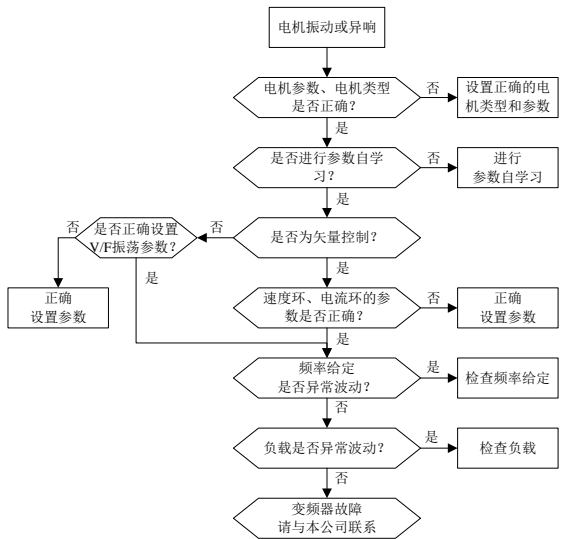 电机振动或异响
电机参数、电机类型
是否正确？
否
设置正确的电
机类型和参数
是
是否进行参数自学
习？
否
进行
参数自学习
是
是否为矢量控制？
否
是否正确设置
V/F振荡参数？
否
正确
设置参数
是
是
速度环、电流环的参
数是否正确？
否
正确
设置参数
是
频率给定
是否异常波动？
是
检查频率给定
否
负载是否异常波动？
是
检查负载
否
变频器故障
请与本公司联系